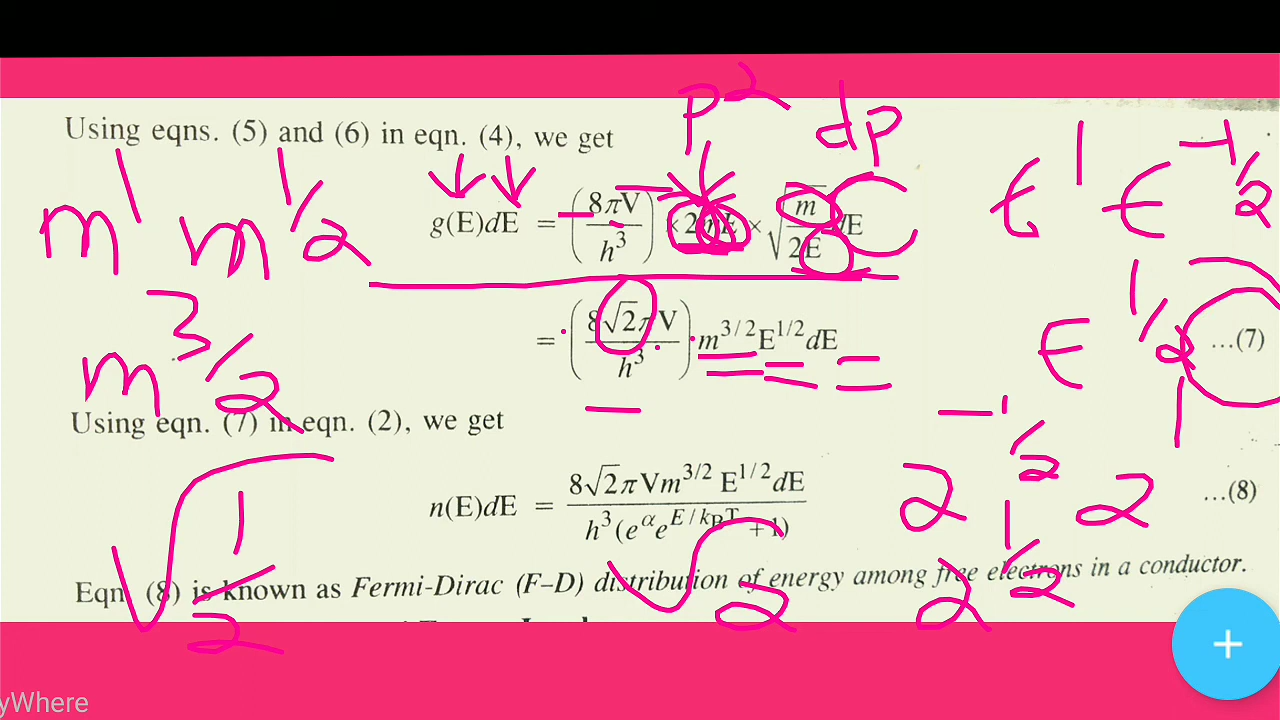 p² dp
Using eqns. (5) and (6) in eqn. (4), we get
m¹ m^1/2 E¹ E^-1/2
g(E)dE = (8πV/h³) × 2mE × √(m/2E) dE
m^3/2 E^1/2
= (8√2πV/h³) m^3/2 E^1/2 dE ...(7)
Using eqn. (7) in eqn. (2), we get
2^-1/2 2¹
n(E)dE = 8√2πVm^3/2 E^1/2 dE / h³(e^α e^E/k_BT + 1) ...(8)
√1/2 √2 2^1/2
Eqn. (8) is known as Fermi-Dirac (F–D) distribution of energy among free electrons in a conductor.
yWhere
+